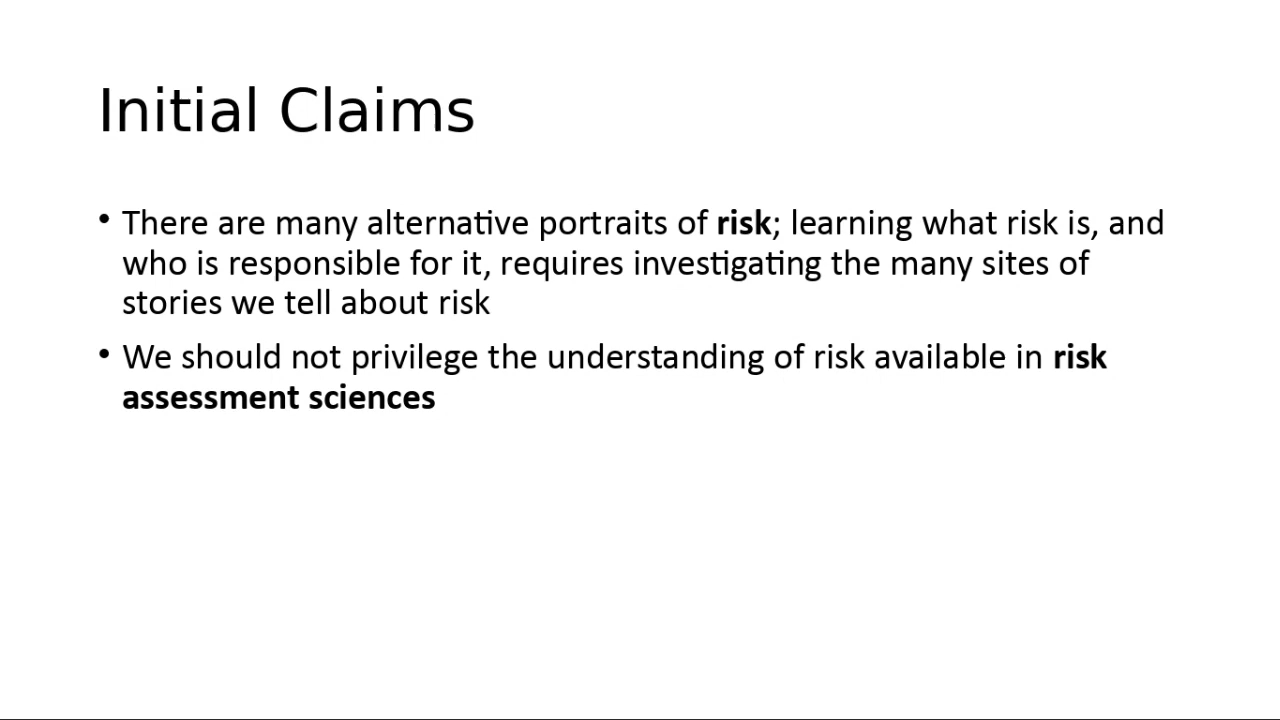 Initial Claims
• There are many alternative portraits of risk; learning what risk is, and
who is responsible for it, requires investigating the many sites of
stories we tell about risk
• We should not privilege the understanding of risk available in risk
assessment sciences